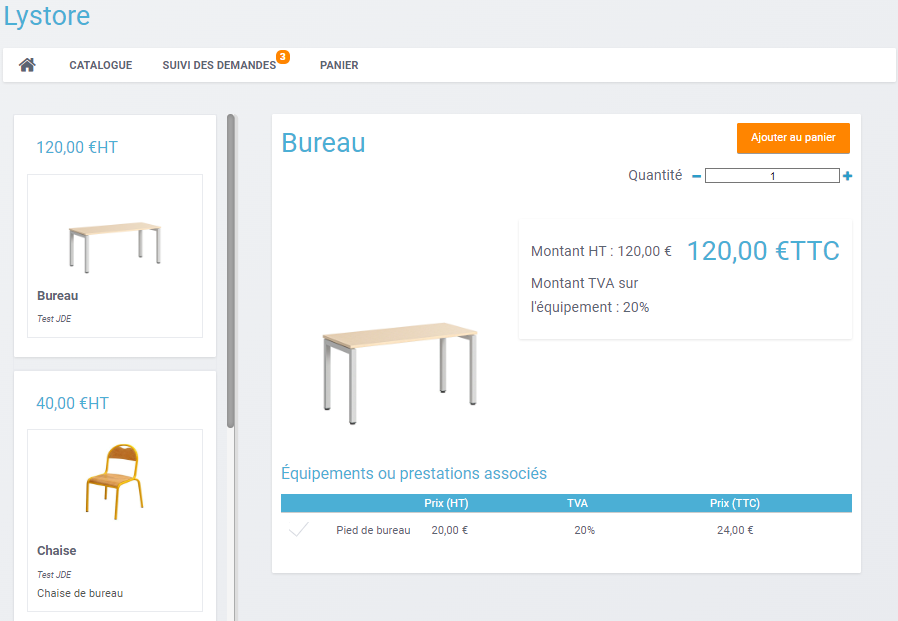 Lystore
CATALOGUE
SUIVI DES DEMANDES
3
PANIER
120,00 €HT
Bureau
Test JDE
40,00 €HT
Chaise
Test JDE
Chaise de bureau
Bureau
Ajouter au panier
Quantité
1
Montant HT : 120,00 €
120,00 €TTC
Montant TVA sur
l'équipement : 20%
Équipements ou prestations associés
Prix (HT) TVA Prix (TTC)
Pied de bureau 20,00 € 20% 24,00 €